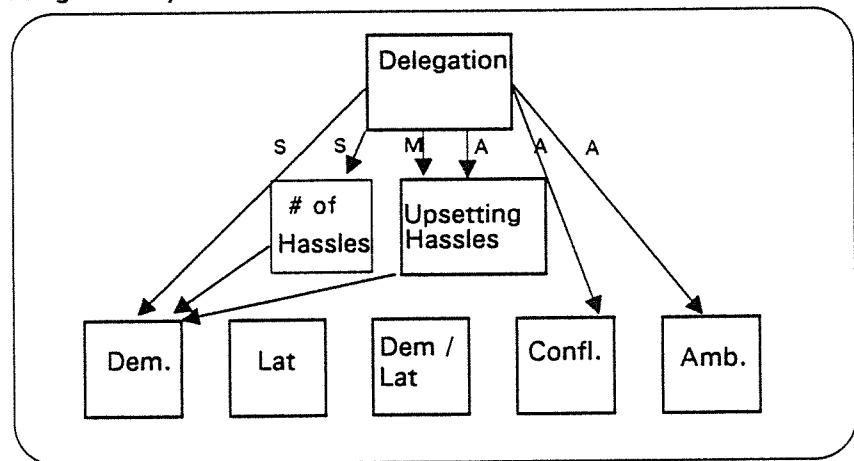 Delegation
S
S
M
A
A
A
# of
Hassles
Upsetting
Hassles
Dem.
Lat
Dem /
Lat
Confl.
Amb.